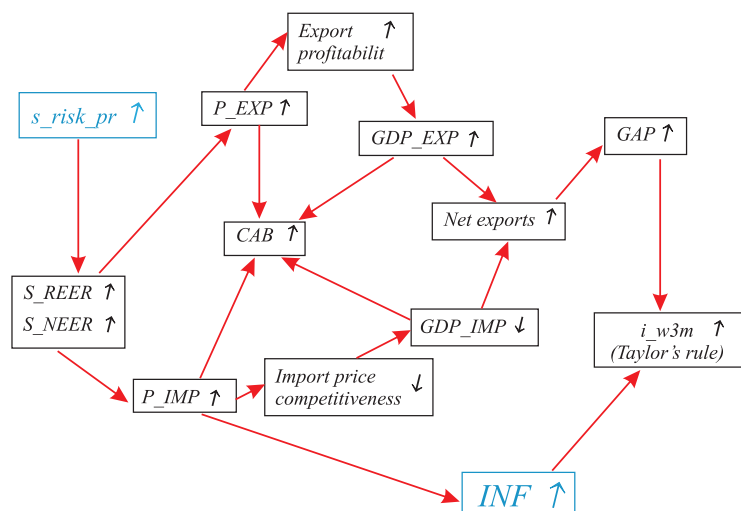 Export ↑
profitabilit
s_risk_pr ↑
P_EXP ↑
GDP_EXP ↑
GAP ↑
Net exports ↑
CAB ↑
S_REER ↑
S_NEER ↑
GDP_IMP ↓
i_w3m ↑
(Taylor's rule)
P_IMP ↑
Import price ↓
competitiveness
INF ↑